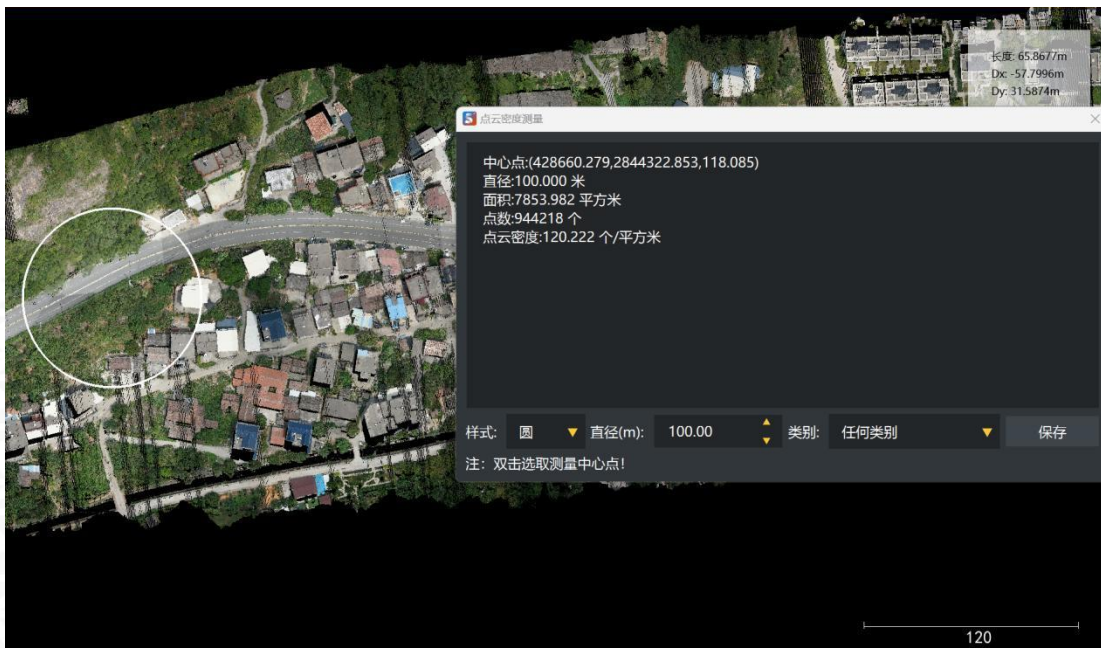 长度: 65.8677m
Dx: -57.7996m
Dy: 31.5874m
点云密度测量
中心点:(428660.279,2844322.853,118.085)
直径:100.000 米
面积:7853.982 平方米
点数:944218 个
点云密度:120.222 个/平方米
样式: 圆 直径(m): 100.00 类别: 任何类别 保存
注: 双击选取测量中心点!
120